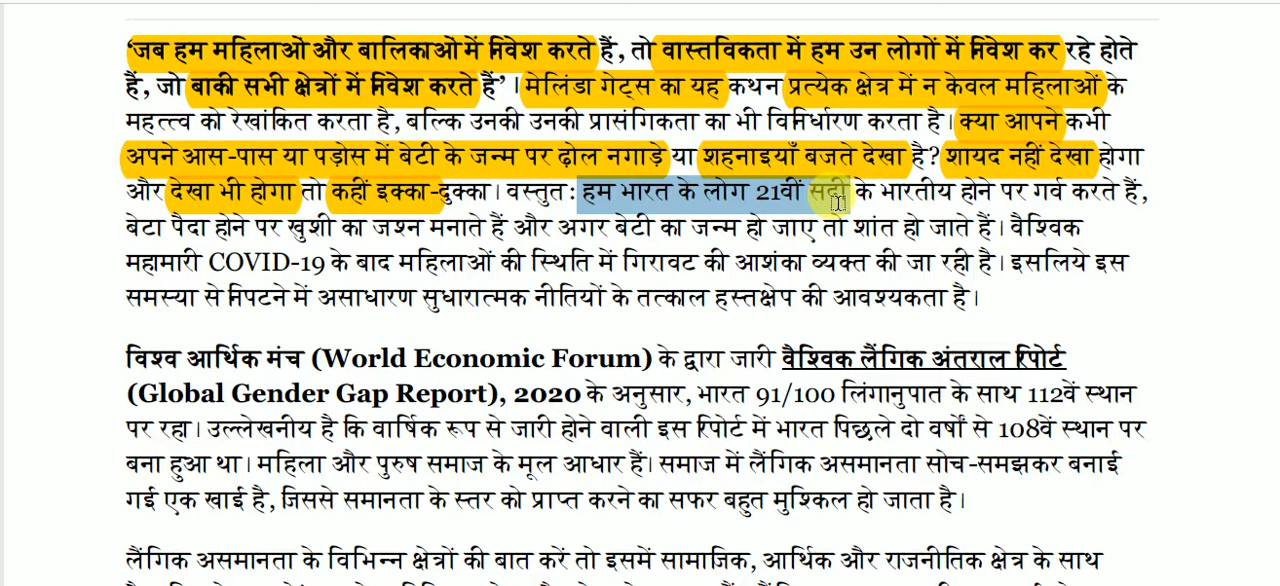 ‘जब हम महिलाओं और बालिकाओं में निवेश करते हैं, तो वास्तविकता में हम उन लोगों में निवेश कर रहे होते
हैं, जो बाकी सभी क्षेत्रों में निवेश करते हैं’। मेलिंडा गेट्स का यह कथन प्रत्येक क्षेत्र में न केवल महिलाओं के
महत्त्व को रेखांकित करता है, बल्कि उनकी उनकी प्रासंगिकता का भी विनिर्धारण करता है। क्या आपने कभी
अपने आस-पास या पड़ोस में बेटी के जन्म पर ढ़ोल नगाड़े या शहनाइयाँ बजते देखा है? शायद नहीं देखा होगा
और देखा भी होगा तो कहीं इक्का-दुक्का। वस्तुत: हम भारत के लोग 21वीं सदी के भारतीय होने पर गर्व करते हैं,
बेटा पैदा होने पर खुशी का जश्न मनाते हैं और अगर बेटी का जन्म हो जाए तो शांत हो जाते हैं। वैश्विक
महामारी COVID-19 के बाद महिलाओं की स्थिति में गिरावट की आशंका व्यक्त की जा रही है। इसलिये इस
समस्या से निपटने में असाधारण सुधारात्मक नीतियों के तत्काल हस्तक्षेप की आवश्यकता है।
विश्व आर्थिक मंच (World Economic Forum) के द्वारा जारी वैश्विक लैंगिक अंतराल रिपोर्ट
(Global Gender Gap Report), 2020 के अनुसार, भारत 91/100 लिंगानुपात के साथ 112वें स्थान
पर रहा। उल्लेखनीय है कि वार्षिक रूप से जारी होने वाली इस रिपोर्ट में भारत पिछले दो वर्षों से 108वें स्थान पर
बना हुआ था। महिला और पुरुष समाज के मूल आधार हैं। समाज में लैंगिक असमानता सोच-समझकर बनाई
गई एक खाई है, जिससे समानता के स्तर को प्राप्त करने का सफर बहुत मुश्किल हो जाता है।
लैंगिक असमानता के विभिन्न क्षेत्रों की बात करें तो इसमें सामाजिक, आर्थिक और राजनीतिक क्षेत्र के साथ